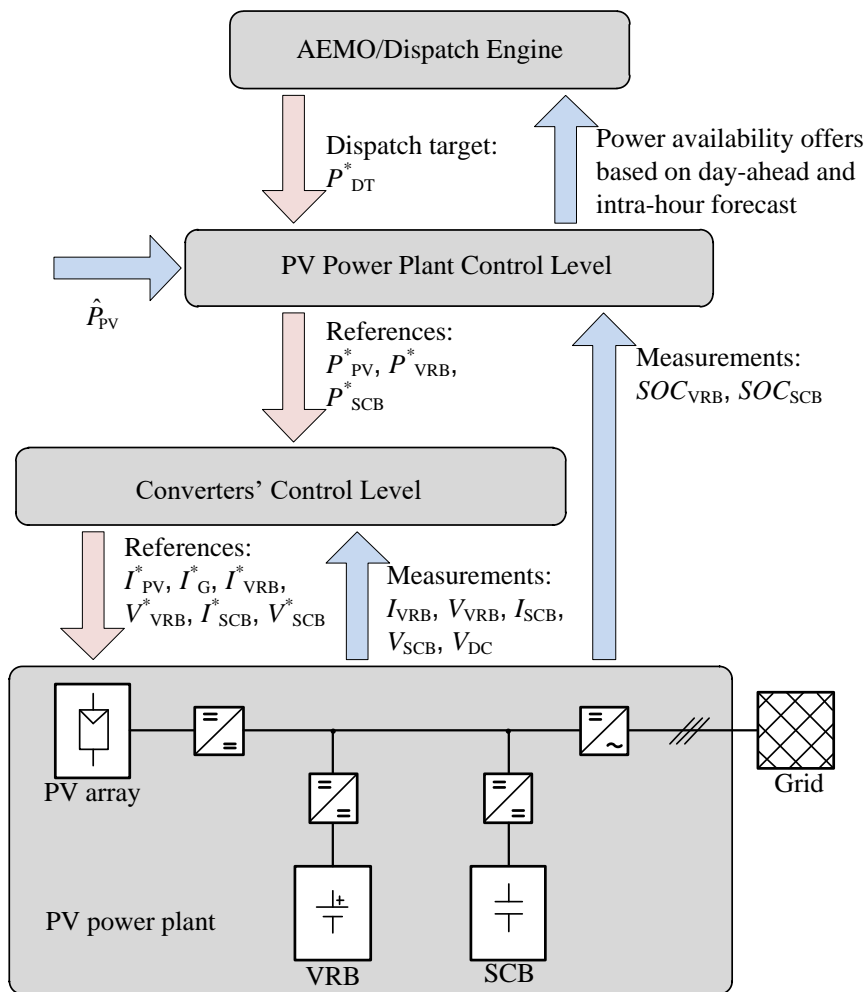 AEMO/Dispatch Engine
Dispatch target:
P*DT
Power availability offers
based on day-ahead and
intra-hour forecast
PV Power Plant Control Level
P̂PV
References:
P*PV, P*VRB,
P*SCB
Measurements:
SOCVRB, SOCSCB
Converters’ Control Level
References:
I*PV, I*G, I*VRB,
V*VRB, I*SCB, V*SCB
Measurements:
IVRB, VVRB, ISCB,
VSCB, VDC
PV array
Grid
PV power plant
VRB
SCB